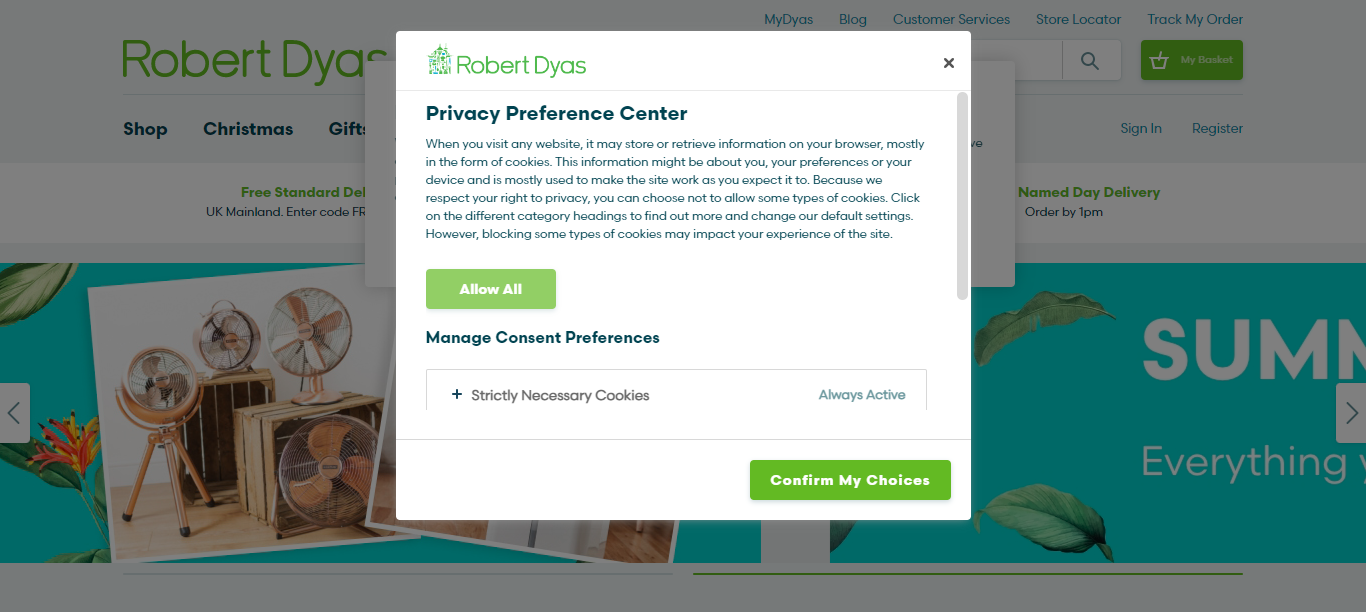 MyDyas Blog Customer Services Store Locator Track My Order
Robert Dyas
My Basket
Shop Christmas Gifts
Sign In Register
Free Standard Del
UK Mainland. Enter code FR
Named Day Delivery
Order by 1pm
Robert Dyas
Privacy Preference Center
When you visit any website, it may store or retrieve information on your browser, mostly
in the form of cookies. This information might be about you, your preferences or your
device and is mostly used to make the site work as you expect it to. Because we
respect your right to privacy, you can choose not to allow some types of cookies. Click
on the different category headings to find out more and change our default settings.
However, blocking some types of cookies may impact your experience of the site.
Allow All
Manage Consent Preferences
+ Strictly Necessary Cookies Always Active
Confirm My Choices
SUMM
Everything y